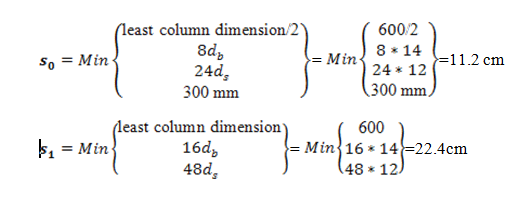 s₀ = Min {least column dimension/2 8d_b 24d_s 300 mm} = Min {600/2 8 * 14 24 * 12 300 mm} =11.2 cm
s₁ = Min {least column dimension 16d_b 48d_s} = Min {600 16 * 14 48 * 12} =22.4cm